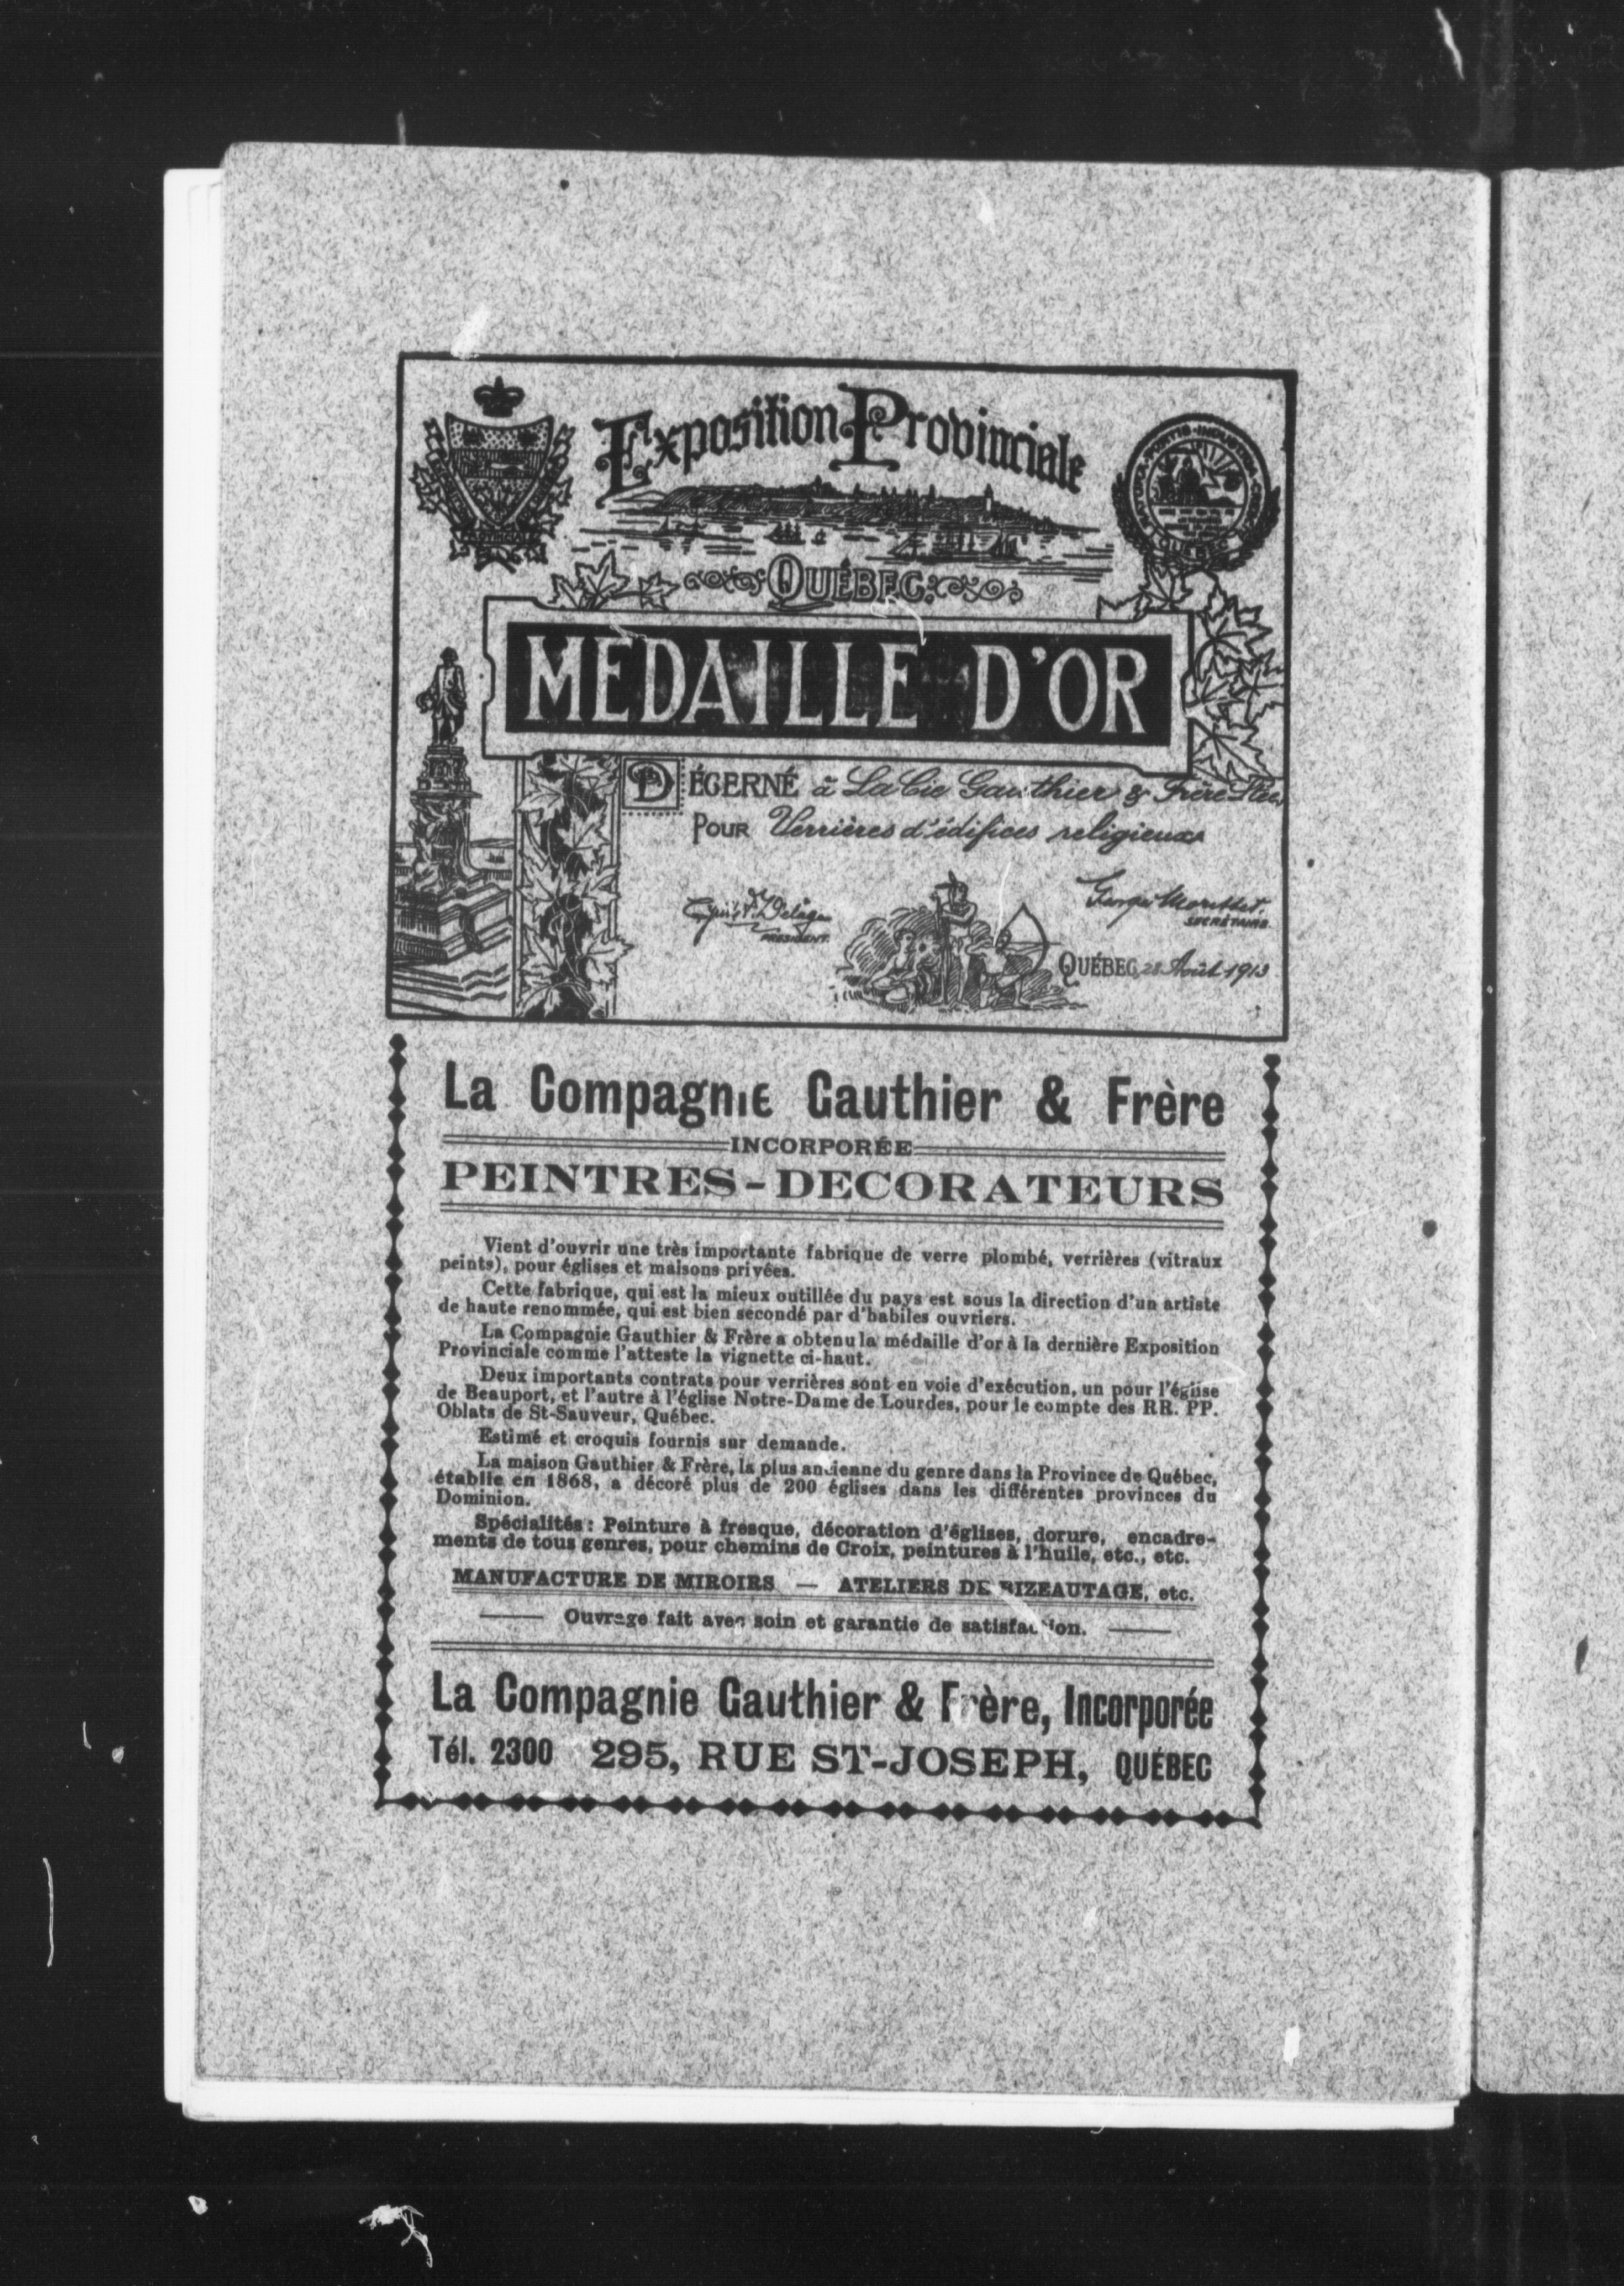 Exposition Provinciale
QUÉBEC
MÉDAILLE D'OR
DÉCERNÉ à La Cie Gauthier & Frère Ltée,
POUR Verrières d'édifices religieux
PRESIDENT.
SECRÉTAIRE
QUÉBEC, 28 Août 1913
La Compagnie Gauthier & Frère
INCORPORÉE
PEINTRES-DECORATEURS
Vient d'ouvrir une très importante fabrique de verre plombé, verrières (vitraux
peints), pour églises et maisons privées.
Cette fabrique, qui est la mieux outillée du pays est sous la direction d'un artiste
de haute renommée, qui est bien secondé par d'habiles ouvriers.
La Compagnie Gauthier & Frère a obtenu la médaille d'or à la dernière Exposition
Provinciale comme l'atteste la vignette ci-haut.
Deux importants contrats pour verrières sont en voie d'exécution, un pour l'église
de Beauport, et l'autre à l'église Notre-Dame de Lourdes, pour le compte des RR. PP.
Oblats de St-Sauveur, Québec.
Estimé et croquis fournis sur demande.
La maison Gauthier & Frère, la plus ancienne du genre dans la Province de Québec,
établie en 1868, a décoré plus de 200 églises dans les différentes provinces du
Dominion.
Spécialités: Peinture à fresque, décoration d'églises, dorure, encadre-
ments de tous genres, pour chemins de Croix, peintures à l'huile, etc., etc.
MANUFACTURE DE MIROIRS — ATELIERS DE BIZEAUTAGE, etc.
Ouvrage fait avec soin et garantie de satisfaction.
La Compagnie Gauthier & Frère, Incorporée
Tél. 2300 295, RUE ST-JOSEPH, QUÉBEC